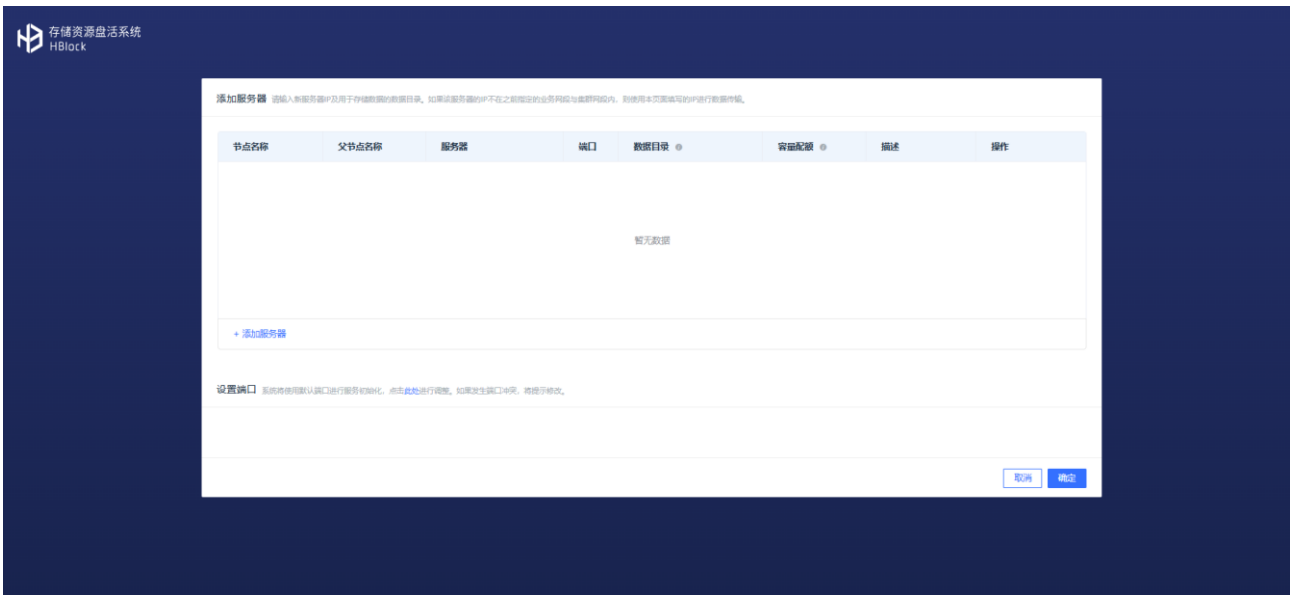 存储资源盘活系统
HBlock
添加服务器 请输入新服务器IP及用于存储数据的数据目录。如果该服务器的IP不在之前指定的业务网段与集群网段内，则使用本页面填写的IP进行数据传输。
节点名称 父节点名称 服务器 端口 数据目录 容量配额 描述 操作
暂无数据
+ 添加服务器
设置端口 系统将使用默认端口进行服务初始化，点击此处进行调整。如果发生端口冲突，将提示修改。
取消 确定